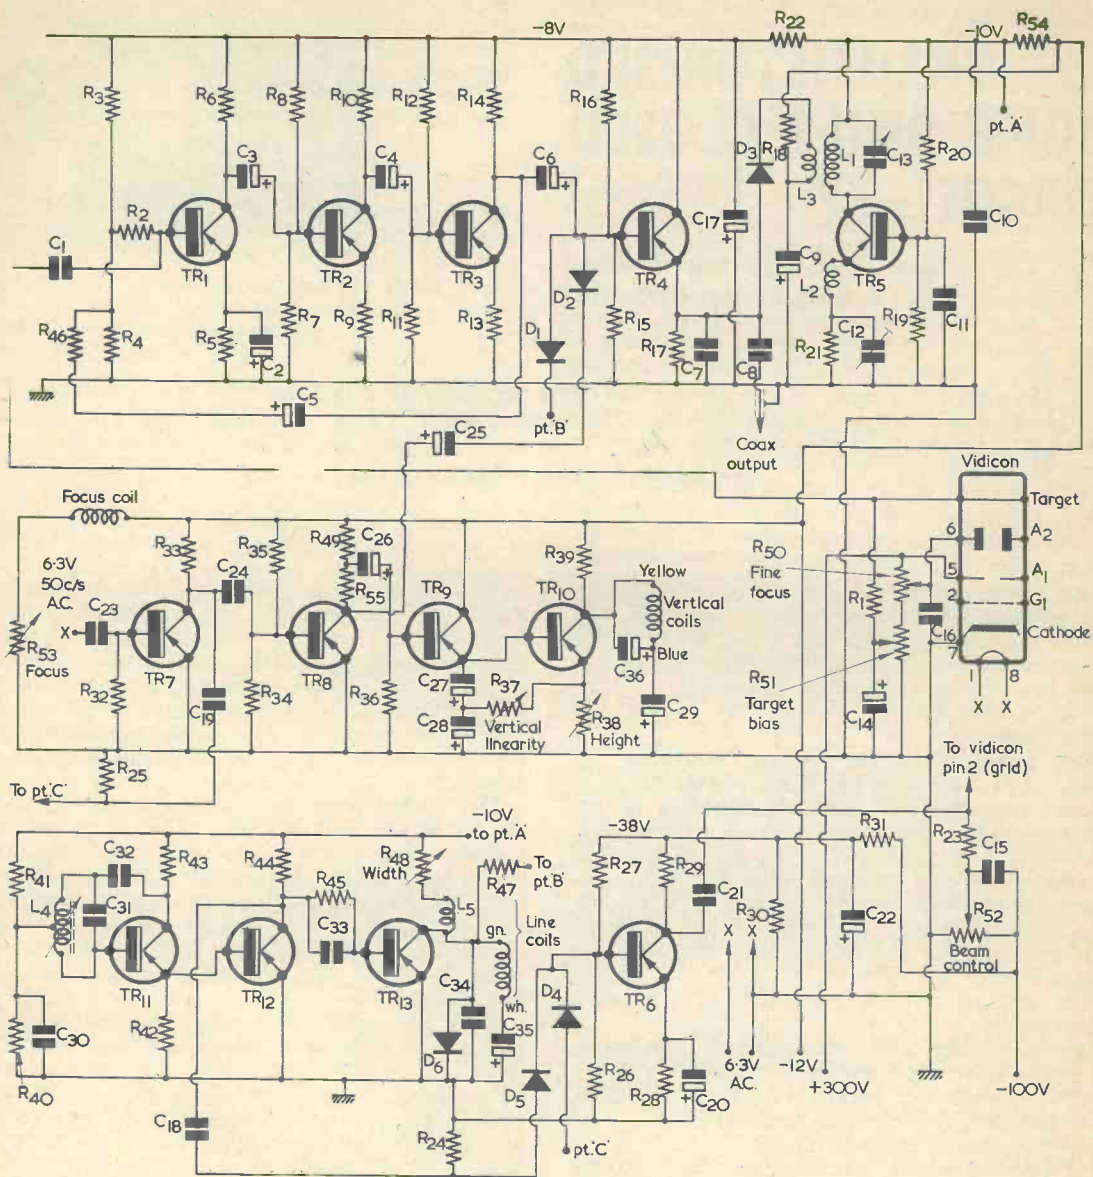 -8V
R22
-10V
R54
R3
R6
R8
R10
R12
R14
R16
pt.'A'
C3
C4
C6
D3
R18
L1
C13
R20
L3
R2
C17
C10
C1
TR1
TR2
TR3
TR4
C9
TR5
D2
L2
R46
R4
R5
C2
R7
R9
R11
R13
D1
R15
R17
C7
C8
R21
C12
R19
C11
C5
pt.'B'
C25
Coax
output
Vidicon
Focus coil
Target
6
A2
R33
R35
R49
C26
R39
R50
Fine
focus
5
A1
6·3V
50c/s
A.C.
C24
R55
TR9
TR10
Yellow
Vertical
coils
R1
2
G1
C23
X
C16
7
Cathode
R53
Focus
TR7
TR8
C36
Blue
1
8
X
X
R32
C19
R34
R36
C27
R37
C28
Vertical
linearity
R38
Height
C29
R51
Target
bias
C14
R25
To pt.'C'
To vidicon
pin 2 (grid)
-10V
to pt.'A'
-38V
R31
R23
R41
C32
R43
R44
R48
Width
R47
To
pt.'B'
R27
R29
C15
L4
C31
R45
L5
C21
R30
X
X
C22
R52
Beam
control
C33
gn.
Line
coils
TR11
TR12
TR13
C34
wh.
D4
TR6
C30
R42
D6
C35
R40
D5
R26
R28
C20
6·3V
A.C.
-12V
+300V
-100V
C18
R24
pt.'C'